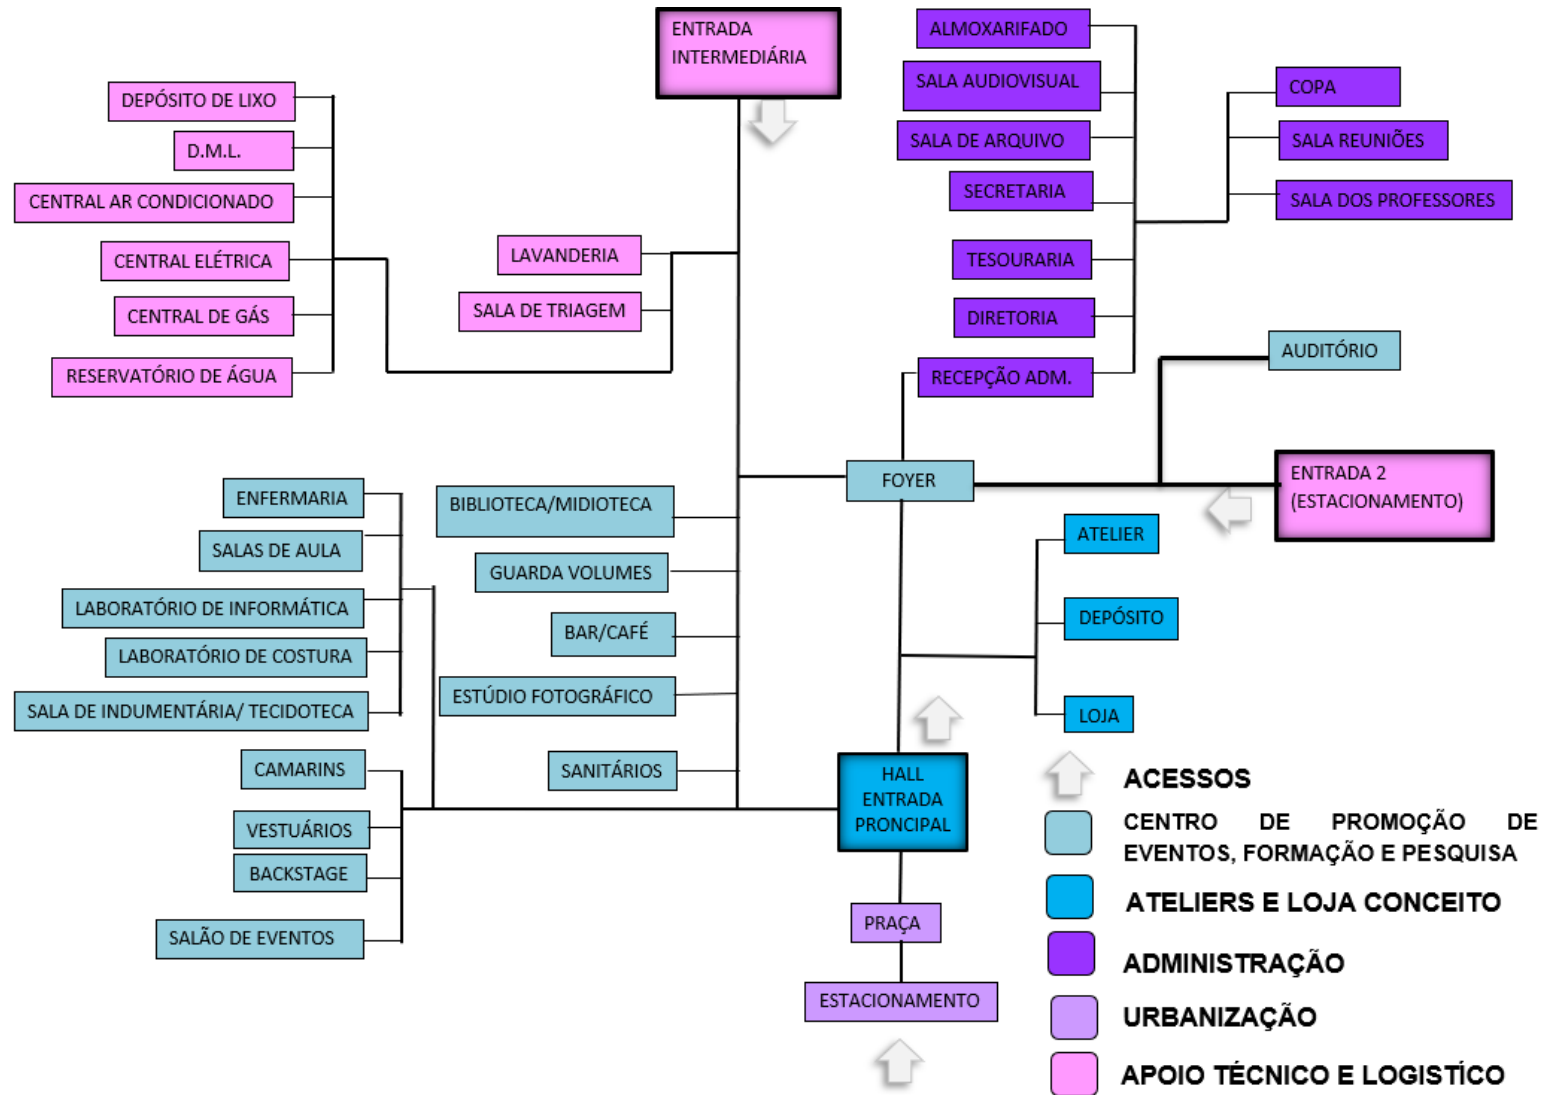 ENTRADA
INTERMEDIÁRIA
DEPÓSITO DE LIXO
D.M.L.
CENTRAL AR CONDICIONADO
CENTRAL ELÉTRICA
CENTRAL DE GÁS
RESERVATÓRIO DE ÁGUA
LAVANDERIA
SALA DE TRIAGEM
ALMOXARIFADO
SALA AUDIOVISUAL
SALA DE ARQUIVO
SECRETARIA
TESOURARIA
DIRETORIA
RECEPÇÃO ADM.
COPA
SALA REUNIÕES
SALA DOS PROFESSORES
AUDITÓRIO
FOYER
ENTRADA 2
(ESTACIONAMENTO)
ENFERMARIA
SALAS DE AULA
LABORATÓRIO DE INFORMÁTICA
LABORATÓRIO DE COSTURA
SALA DE INDUMENTÁRIA/ TECIDOTECA
CAMARINS
VESTUÁRIOS
BACKSTAGE
SALÃO DE EVENTOS
BIBLIOTECA/MIDIOTECA
GUARDA VOLUMES
BAR/CAFÉ
ESTÚDIO FOTOGRÁFICO
SANITÁRIOS
ATELIER
DEPÓSITO
LOJA
HALL
ENTRADA
PRONCIPAL
PRAÇA
ESTACIONAMENTO
ACESSOS
CENTRO DE PROMOÇÃO DE
EVENTOS, FORMAÇÃO E PESQUISA
ATELIERS E LOJA CONCEITO
ADMINISTRAÇÃO
URBANIZAÇÃO
APOIO TÉCNICO E LOGISTÍCO